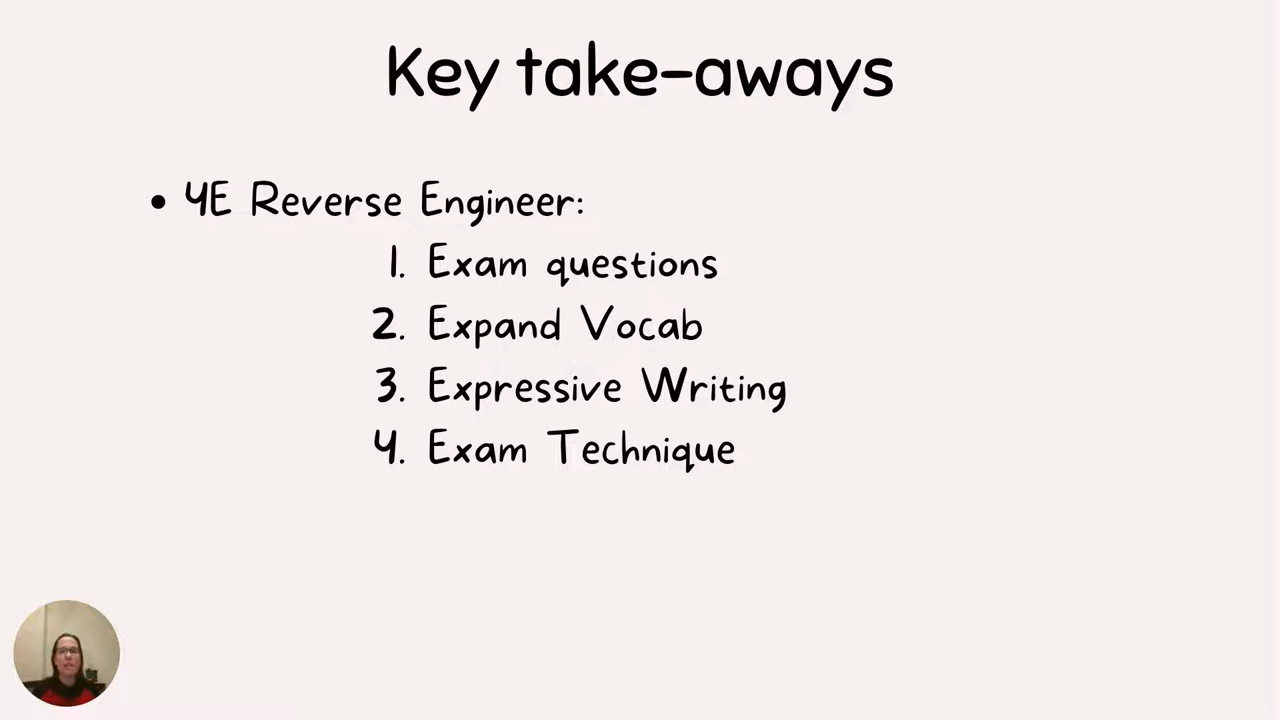 Key take-aways
• 4E Reverse Engineer:
1. Exam questions
2. Expand Vocab
3. Expressive Writing
4. Exam Technique